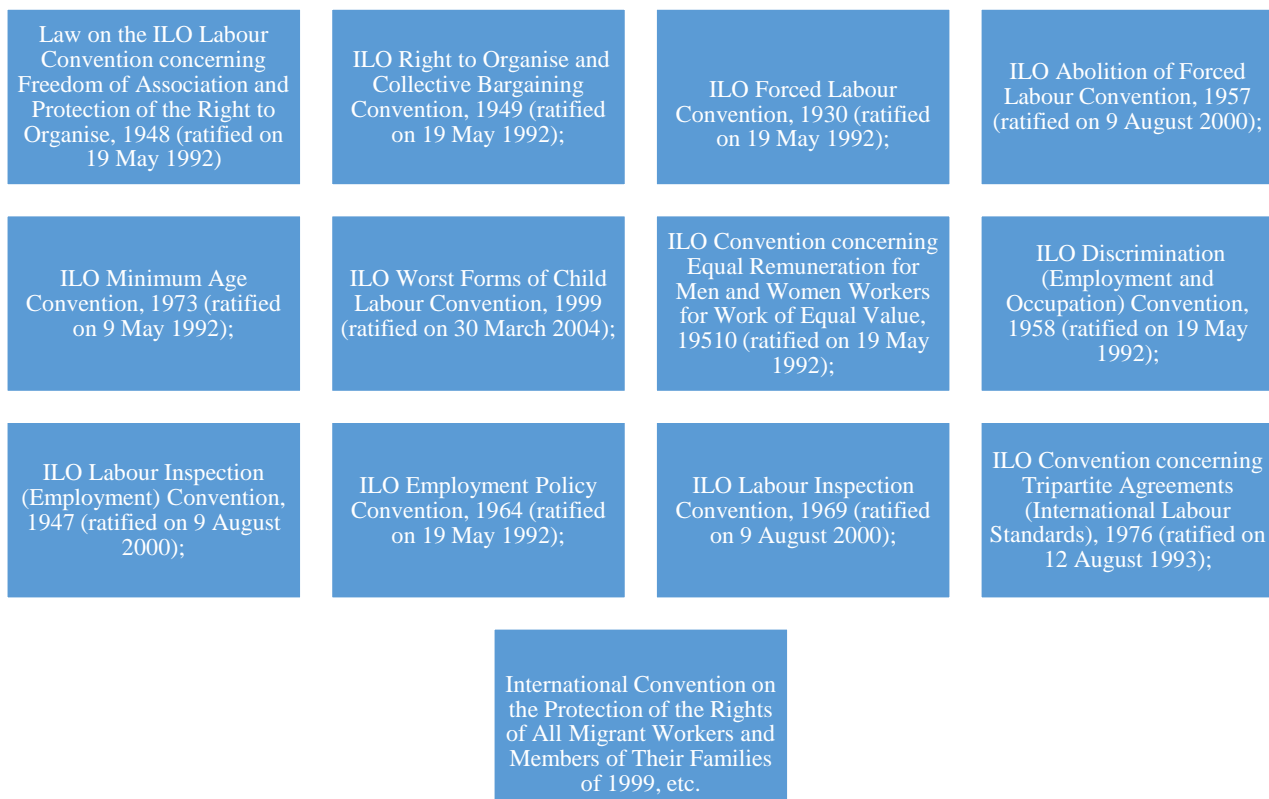 Law on the ILO Labour
Convention concerning
Freedom of Association and
Protection of the Right to
Organise, 1948 (ratified on
19 May 1992)
ILO Right to Organise and
Collective Bargaining
Convention, 1949 (ratified
on 19 May 1992);
ILO Forced Labour
Convention, 1930 (ratified
on 19 May 1992);
ILO Abolition of Forced
Labour Convention, 1957
(ratified on 9 August 2000);
ILO Minimum Age
Convention, 1973 (ratified
on 9 May 1992);
ILO Worst Forms of Child
Labour Convention, 1999
(ratified on 30 March 2004);
ILO Convention concerning
Equal Remuneration for
Men and Women Workers
for Work of Equal Value,
19510 (ratified on 19 May
1992);
ILO Discrimination
(Employment and
Occupation) Convention,
1958 (ratified on 19 May
1992);
ILO Labour Inspection
(Employment) Convention,
1947 (ratified on 9 August
2000);
ILO Employment Policy
Convention, 1964 (ratified
on 19 May 1992);
ILO Labour Inspection
Convention, 1969 (ratified
on 9 August 2000);
ILO Convention concerning
Tripartite Agreements
(International Labour
Standards), 1976 (ratified on
12 August 1993);
International Convention on
the Protection of the Rights
of All Migrant Workers and
Members of Their Families
of 1999, etc.